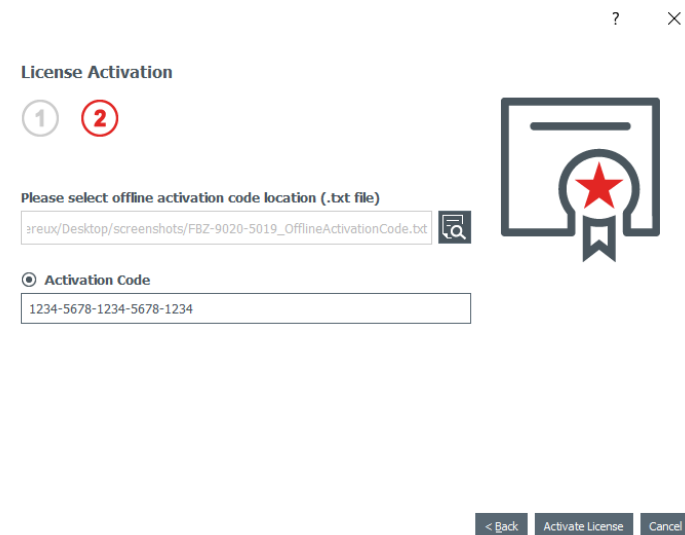 ?
License Activation
1 2
Please select offline activation code location (.txt file)
ereux/Desktop/screenshots/FBZ-9020-5019_OfflineActivationCode.txt
Activation Code
1234-5678-1234-5678-1234
< Back Activate License Cancel